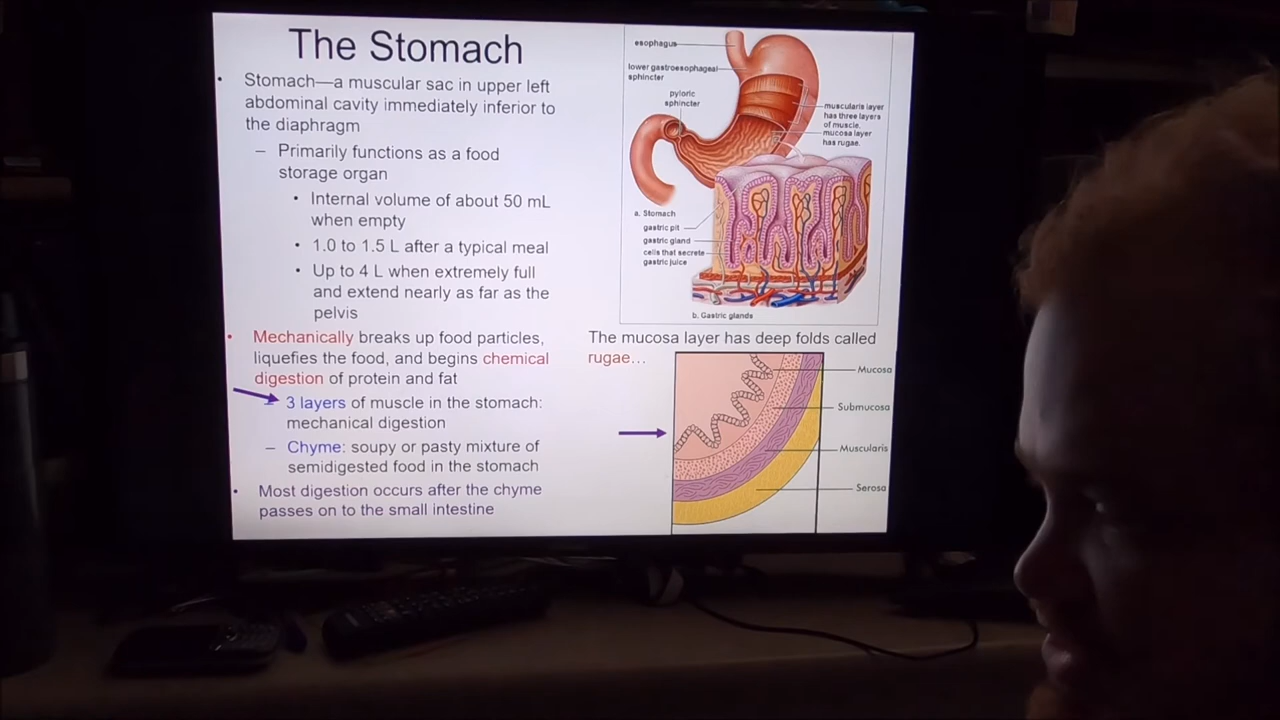 The Stomach
• Stomach—a muscular sac in upper left
abdominal cavity immediately inferior to
the diaphragm
– Primarily functions as a food
storage organ
• Internal volume of about 50 mL
when empty
• 1.0 to 1.5 L after a typical meal
• Up to 4 L when extremely full
and extend nearly as far as the
pelvis
• Mechanically breaks up food particles,
liquefies the food, and begins chemical
digestion of protein and fat
– 3 layers of muscle in the stomach:
mechanical digestion
– Chyme: soupy or pasty mixture of
semidigested food in the stomach
• Most digestion occurs after the chyme
passes on to the small intestine
esophagus
lower gastroesophageal
sphincter
pyloric
sphincter
muscularis layer
has three layers
of muscle.
mucosa layer
has rugae.
a. Stomach
gastric pit
gastric gland
cells that secrete
gastric juice
b. Gastric glands
The mucosa layer has deep folds called
rugae…
Mucosa
Submucosa
Muscularis
Serosa